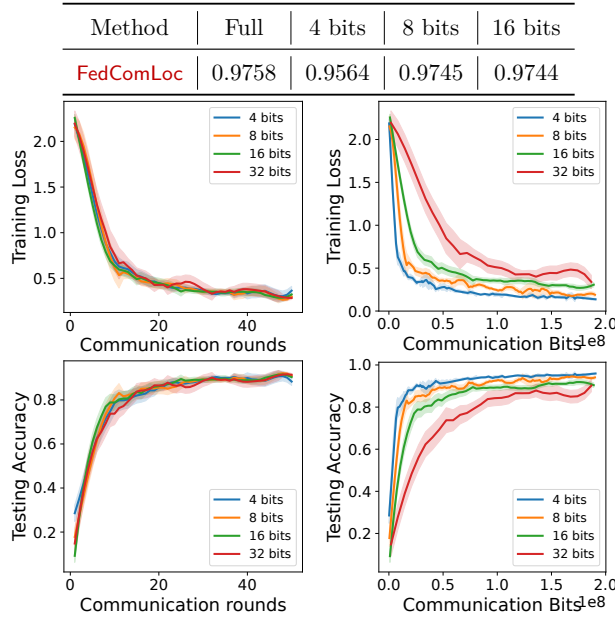 Method Full 4 bits 8 bits 16 bits
FedComLoc 0.9758 0.9564 0.9745 0.9744
2.0
1.5
1.0
0.5
Training Loss
4 bits
8 bits
16 bits
32 bits
0 20 40
Communication rounds
2.0
1.5
1.0
0.5
0.0
Training Loss
4 bits
8 bits
16 bits
32 bits
0.0 0.5 1.0 1.5 2.0
Communication Bits 1e8
0.8
0.6
0.4
0.2
Testing Accuracy
4 bits
8 bits
16 bits
32 bits
0 20 40
Communication rounds
1.0
0.8
0.6
0.4
0.2
Testing Accuracy
4 bits
8 bits
16 bits
32 bits
0.0 0.5 1.0 1.5 2.0
Communication Bits 1e8